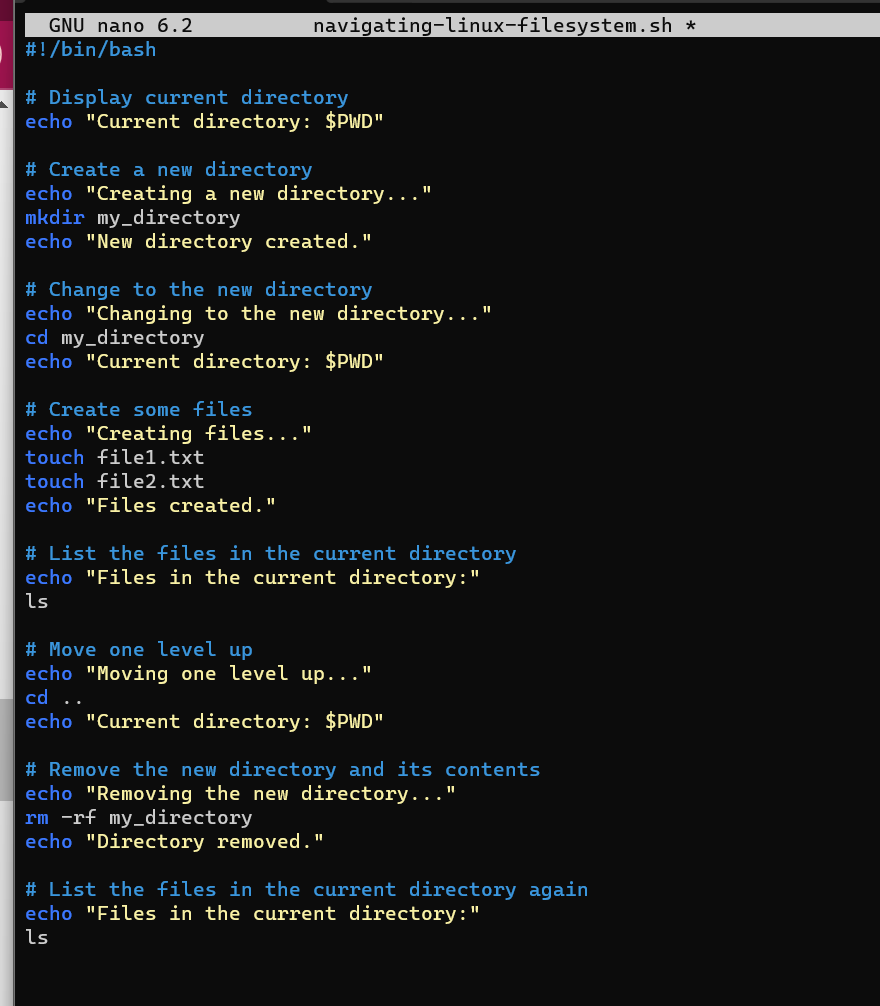 GNU nano 6.2 navigating-linux-filesystem.sh *
#!/bin/bash
# Display current directory
echo "Current directory: $PWD"
# Create a new directory
echo "Creating a new directory..."
mkdir my_directory
echo "New directory created."
# Change to the new directory
echo "Changing to the new directory..."
cd my_directory
echo "Current directory: $PWD"
# Create some files
echo "Creating files..."
touch file1.txt
touch file2.txt
echo "Files created."
# List the files in the current directory
echo "Files in the current directory:"
ls
# Move one level up
echo "Moving one level up..."
cd ..
echo "Current directory: $PWD"
# Remove the new directory and its contents
echo "Removing the new directory..."
rm -rf my_directory
echo "Directory removed."
# List the files in the current directory again
echo "Files in the current directory:"
ls